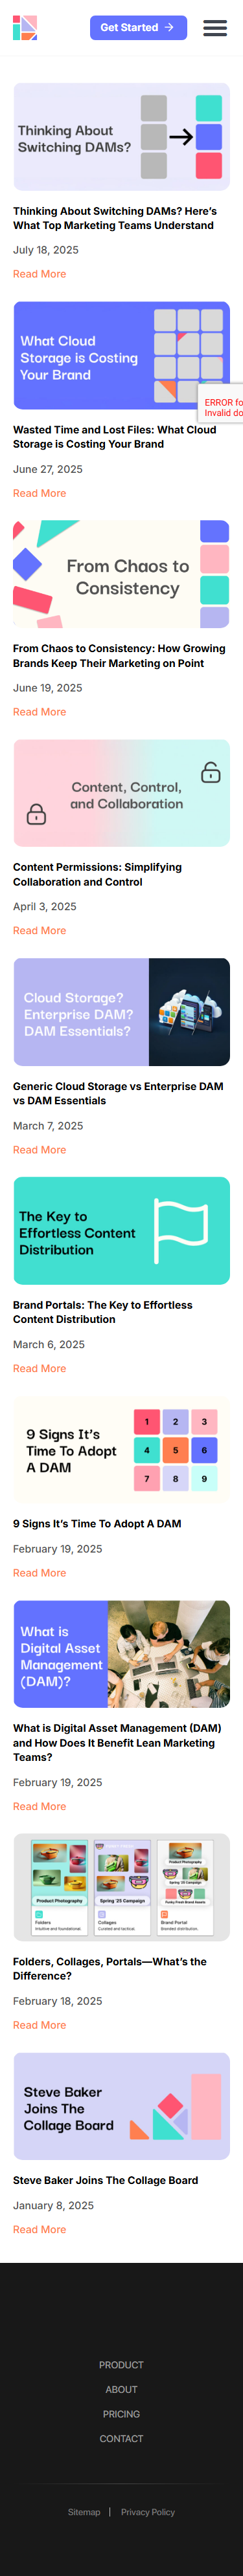 Get Started →
Thinking About
Switching DAMs?
Thinking About Switching DAMs? Here's
What Top Marketing Teams Understand
July 18, 2025
Read More
What Cloud
Storage is Costing
Your Brand
Wasted Time and Lost Files: What Cloud
Storage is Costing Your Brand
ERROR fo
Invalid do
June 27, 2025
Read More
From Chaos to
Consistency
From Chaos to Consistency: How Growing
Brands Keep Their Marketing on Point
June 19, 2025
Read More
Content, Control,
and Collaboration
Content Permissions: Simplifying
Collaboration and Control
April 3, 2025
Read More
Cloud Storage?
Enterprise DAM?
DAM Essentials?
Generic Cloud Storage vs Enterprise DAM
vs DAM Essentials
March 7, 2025
Read More
The Key to
Effortless Content
Distribution
Brand Portals: The Key to Effortless
Content Distribution
March 6, 2025
Read More
9 Signs It's
Time To Adopt
A DAM
1 2 3
4 5 6
7 8 9
9 Signs It's Time To Adopt A DAM
February 19, 2025
Read More
What is
Digital Asset
Management
(DAM)?
What is Digital Asset Management (DAM)
and How Does It Benefit Lean Marketing
Teams?
February 19, 2025
Read More
Product Photography
Spring '25 Campaign
Product Photography
Spring '25 Campaign
Folders
Collages
Brand Portal
Folders, Collages, Portals—What's the
Difference?
February 18, 2025
Read More
Steve Baker
Joins The
Collage Board
Steve Baker Joins The Collage Board
January 8, 2025
Read More
PRODUCT
ABOUT
PRICING
CONTACT
Sitemap | Privacy Policy